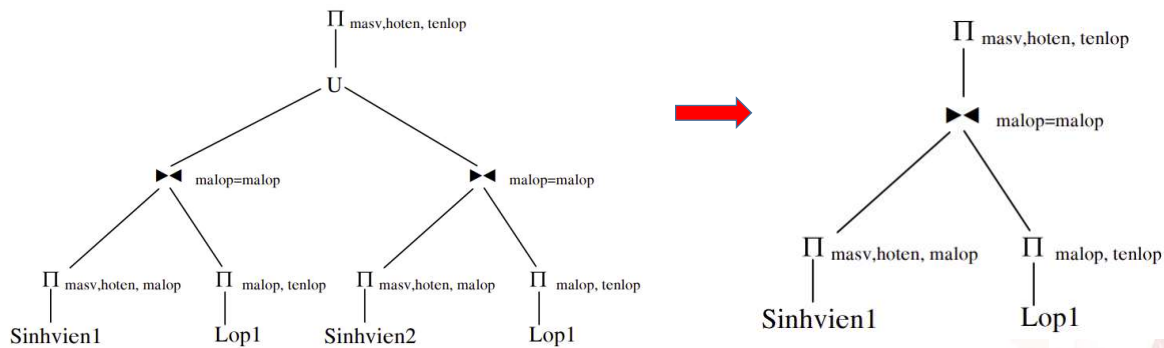 Π masv,hoten, tenlop
U
⋈ malop=malop
⋈ malop=malop
Π masv,hoten, malop
Π malop, tenlop
Π masv,hoten, malop
Π malop, tenlop
Sinhvien1
Lop1
Sinhvien2
Lop1
Π masv,hoten, tenlop
⋈ malop=malop
Π masv,hoten, malop
Π malop, tenlop
Sinhvien1
Lop1